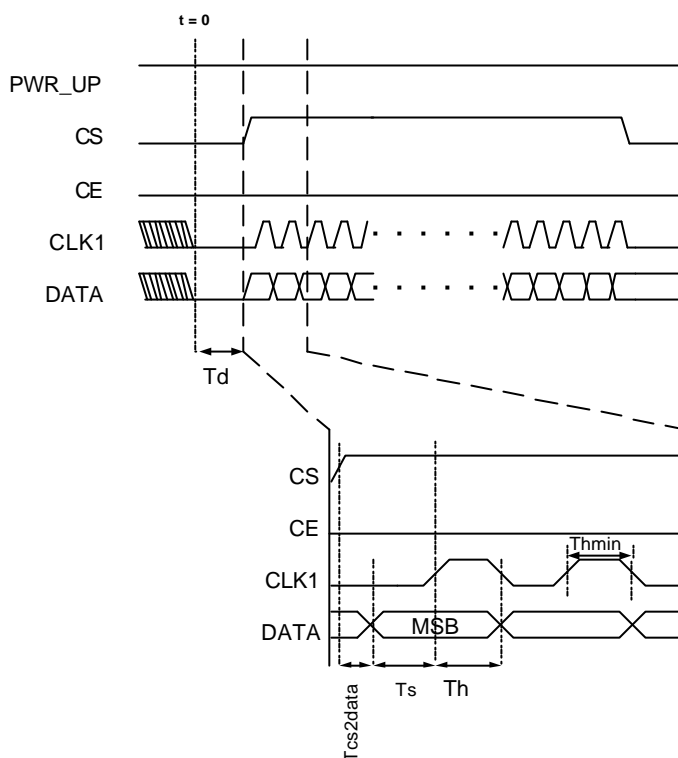 t = 0
PWR_UP
CS
CE
CLK1
DATA
Td
CS
CE
Thmin
CLK1
DATA
MSB
Tcs2data
Ts
Th